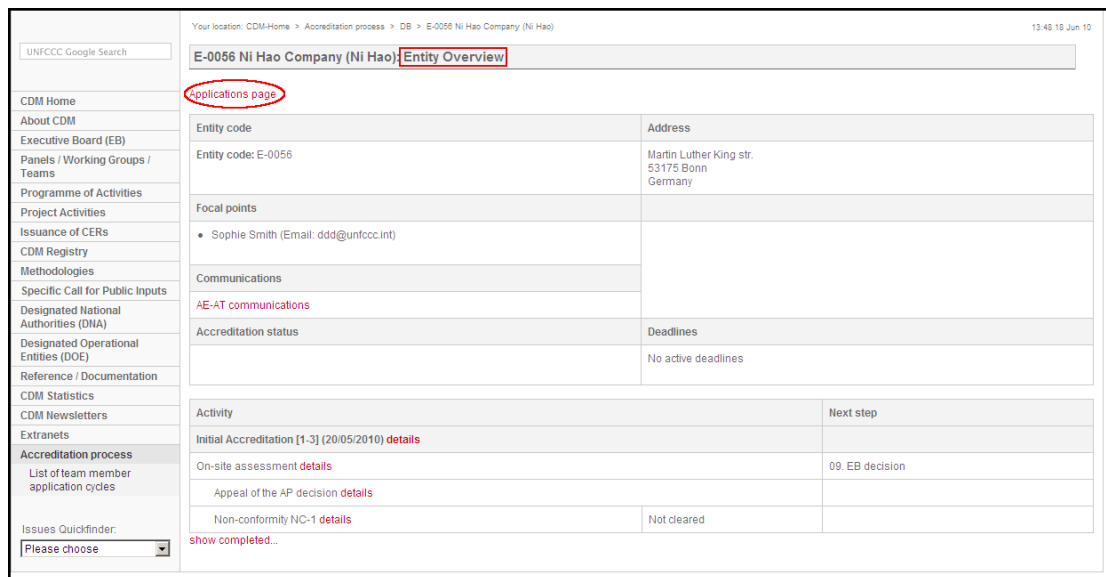 Your location: CDM-Home > Accreditation process > DB > E-0056 Ni Hao Company (Ni Hao)
13:48 18 Jun 10
UNFCCC Google Search
E-0056 Ni Hao Company (Ni Hao): Entity Overview
Applications page
CDM Home
About CDM
Executive Board (EB)
Panels / Working Groups /
Teams
Programme of Activities
Project Activities
Issuance of CERs
CDM Registry
Methodologies
Specific Call for Public Inputs
Designated National
Authorities (DNA)
Designated Operational
Entities (DOE)
Reference / Documentation
CDM Statistics
CDM Newsletters
Extranets
Accreditation process
List of team member
application cycles
Issues Quickfinder:
Please choose
Entity code
Address
Entity code: E-0056
Martin Luther King str.
53175 Bonn
Germany
Focal points
• Sophie Smith (Email: ddd@unfccc.int)
Communications
AE-AT communications
Accreditation status
Deadlines
No active deadlines
Activity
Next step
Initial Accreditation [1-3] (20/05/2010) details
On-site assessment details
09. EB decision
Appeal of the AP decision details
Non-conformity NC-1 details
Not cleared
show completed...